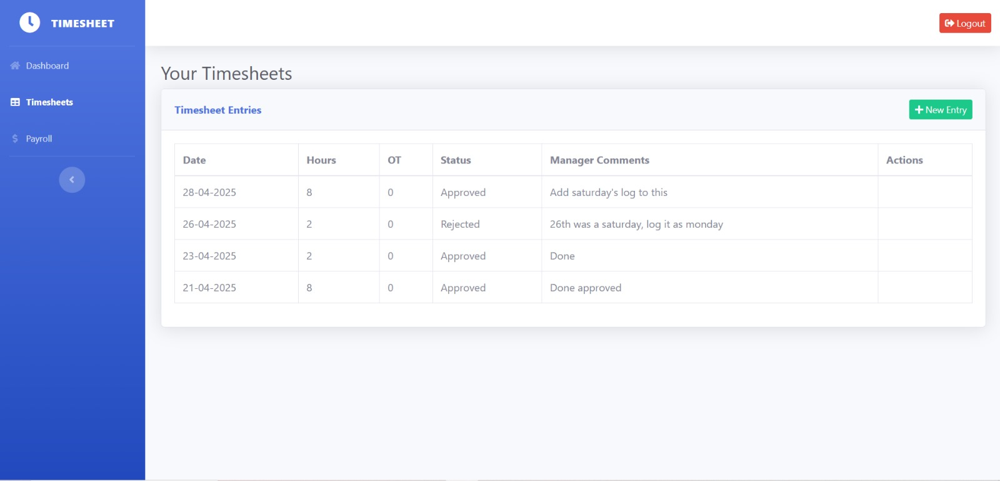 TIMESHEET
Logout
Dashboard
Timesheets
Payroll
Your Timesheets
Timesheet Entries
New Entry
Date Hours OT Status Manager Comments Actions
28-04-2025 8 0 Approved Add saturday's log to this
26-04-2025 2 0 Rejected 26th was a saturday, log it as monday
23-04-2025 2 0 Approved Done
21-04-2025 8 0 Approved Done approved